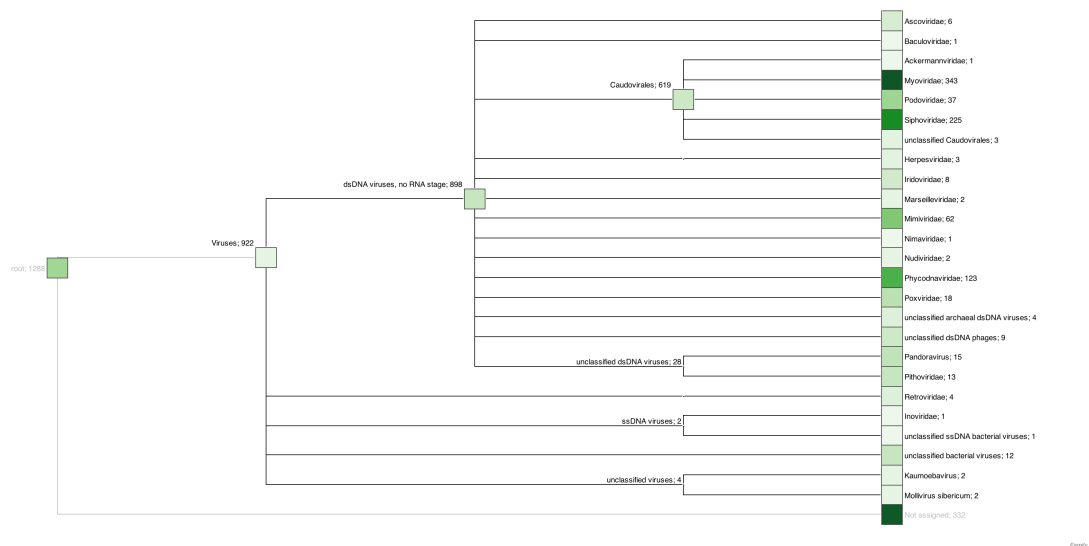 Ascoviridae; 6
Baculoviridae; 1
Ackermannviridae; 1
Caudovirales; 619
Myoviridae; 343
Podoviridae; 37
Siphoviridae; 225
unclassified Caudovirales; 3
Herpesviridae; 3
Iridoviridae; 8
dsDNA viruses, no RNA stage; 898
Marseilleviridae; 2
Mimiviridae; 62
Nimaviridae; 1
Viruses; 922
Nudiviridae; 2
root; 1288
Phycodnaviridae; 123
Poxviridae; 18
unclassified archaeal dsDNA viruses; 4
unclassified dsDNA phages; 9
Pandoravirus; 15
unclassified dsDNA viruses; 28
Pithoviridae; 13
Retroviridae; 4
Inoviridae; 1
ssDNA viruses; 2
unclassified ssDNA bacterial viruses; 1
unclassified bacterial viruses; 12
Kaumoebavirus; 2
unclassified viruses; 4
Mollivirus sibericum; 2
Not assigned; 332